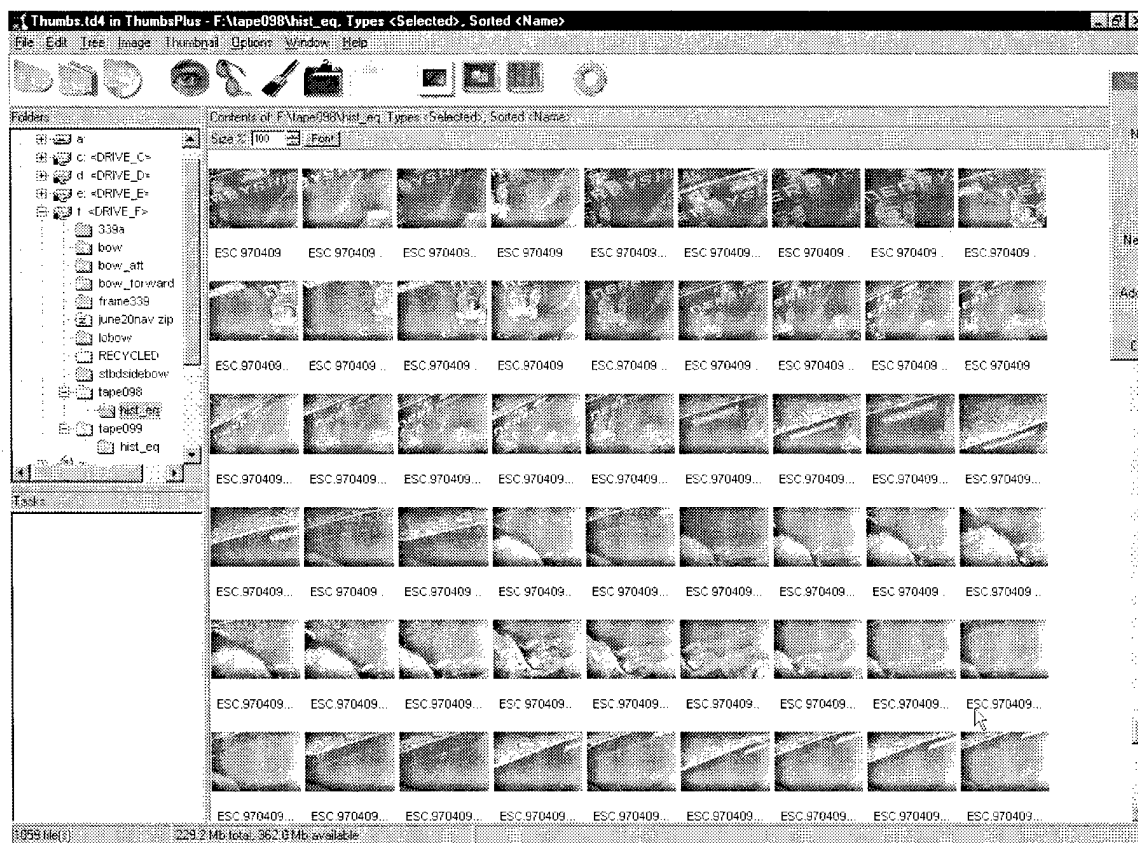 Thumbs.td4 in ThumbsPlus - F:\tape098\hist_eq, Types <Selected>, Sorted <Name>
File Edit Tree Image Thumbnail Options Window Help
Folders
Contents of: F:\tape098\hist_eq, Types <Selected>, Sorted <Name>
Size % 100 Font
a:
c: <DRIVE_C>
d: <DRIVE_D>
e: <DRIVE_E>
f: <DRIVE_F>
339a
bow
bow_aft
bow_forward
frame339
june20nav.zip
lobow
RECYCLED
stbdsidebow
tape098
hist_eq
tape099
hist_eq
Tasks
ESC.970409 ESC.970409... ESC.970409... ESC.970409 ESC.970409... ESC.970409... ESC.970409... ESC.970409... ESC.970409...
ESC.970409... ESC.970409... ESC.970409... ESC.970409... ESC.970409... ESC.970409... ESC.970409... ESC.970409... ESC.970409
ESC.970409... ESC.970409... ESC.970409... ESC.970409... ESC.970409... ESC.970409... ESC.970409... ESC.970409... ESC.970409...
ESC.970409... ESC.970409... ESC.970409... ESC.970409... ESC.970409... ESC.970409... ESC.970409... ESC.970409... ESC.970409...
ESC.970409... ESC.970409... ESC.970409... ESC.970409... ESC.970409... ESC.970409... ESC.970409... ESC.970409... ESC.970409...
ESC.970409... ESC.970409... ESC.970409... ESC.970409... ESC.970409... ESC.970409... ESC.970409... ESC.970409... ESC.970409...
1059 file(s) 229.2 Mb total, 362.0 Mb available